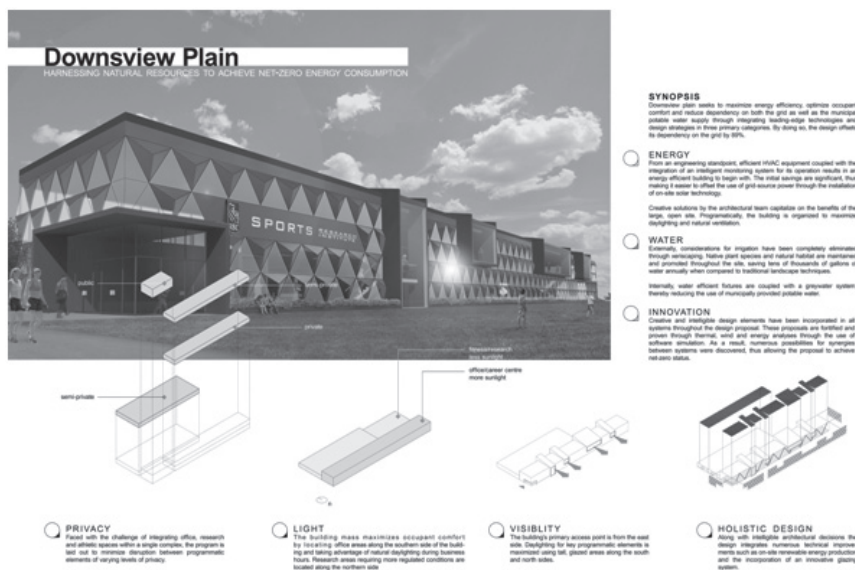 Downsview Plain
HARNESSING NATURAL RESOURCES TO ACHIEVE NET-ZERO ENERGY CONSUMPTION
SPORTS
public
private
semi-private
office/career centre
more sunlight
SYNOPSIS
Downsview plain seeks to maximize energy efficiency, optimize occupant
comfort and reduce dependency on both the grid as well as the municipal
potable water supply through integrating leading-edge technologies and
design strategies in three primary categories. By doing so, the design offsets
its dependency on the grid by
ENERGY
From an engineering standpoint, efficient HVAC equipment coupled with the
integration of an intelligent monitoring system for its operation results in an
energy efficient building to begin with. The initial savings are significant, thus
making it easier to offset the use of grid-source power through the installation
of on-site solar technology.
Creative solutions by the architectural team capitalize on the benefits of the
large, open site. Programatically, the building is organized to maximize
daylighting and natural ventilation.
WATER
Externally, considerations for irrigation have been completely eliminated
through xeriscaping. Native plant species and natural habitat are maintained
and promoted throughout the site, saving tens of thousands of gallons of
water annually when compared to traditional landscape techniques.
Internally, water efficient fixtures are coupled with a greywater system
thereby reducing the use of municipally provided potable water.
INNOVATION
Creative and intelligible design elements have been incorporated in all
systems throughout the design proposal. These proposals are fortified and
proven through thermal, wind and energy analyses through the use of
software simulation. As a result, numerous possibilities for synergies
between systems were discovered, thus allowing the proposal to achieve
net-zero status.
PRIVACY
Faced with the challenge of integrating office, research
and athletic spaces within a single complex, the program is
laid out to minimize disruption between programmatic
elements of varying levels of privacy.
LIGHT
The building mass maximizes occupant comfort
by locating office areas along the southern side of the build-
ing and taking advantage of natural daylighting during business
hours. Research areas requiring more regulated conditions are
located along the northern side
VISIBLITY
The building's primary access point is from the east
side. Daylighting for key programmatic elements is
maximized using tall, glazed areas along the south
and north sides.
HOLISTIC DESIGN
Along with intelligible architectural decisions the
design integrates numerous technical improve-
ments such as on-site renewable energy production
and the incorporation of an innovative glazing
system.